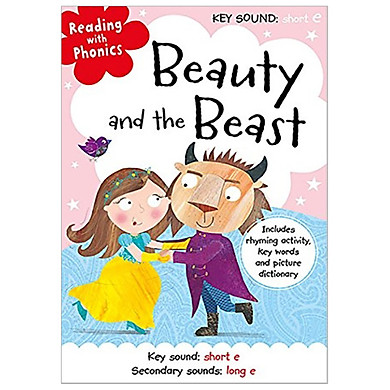 Reading
with
Phonics
KEY SOUND: short e
Beauty
and the Beast
Includes
rhyming activity,
Key words
and picture
dictionary
Key sound: short e
Secondary sounds: long e